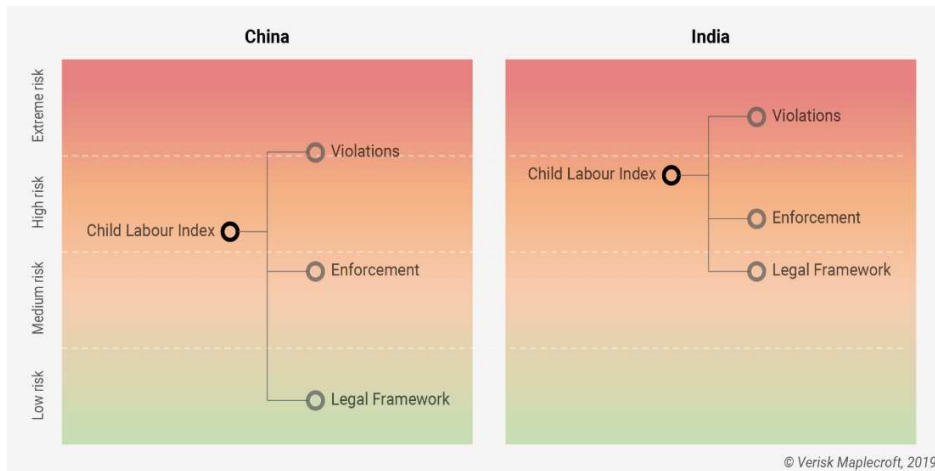 China
India
Extreme risk
High risk
Medium risk
Low risk
Violations
Child Labour Index
Enforcement
Legal Framework
Violations
Child Labour Index
Enforcement
Legal Framework
© Verisk Maplecroft, 2019